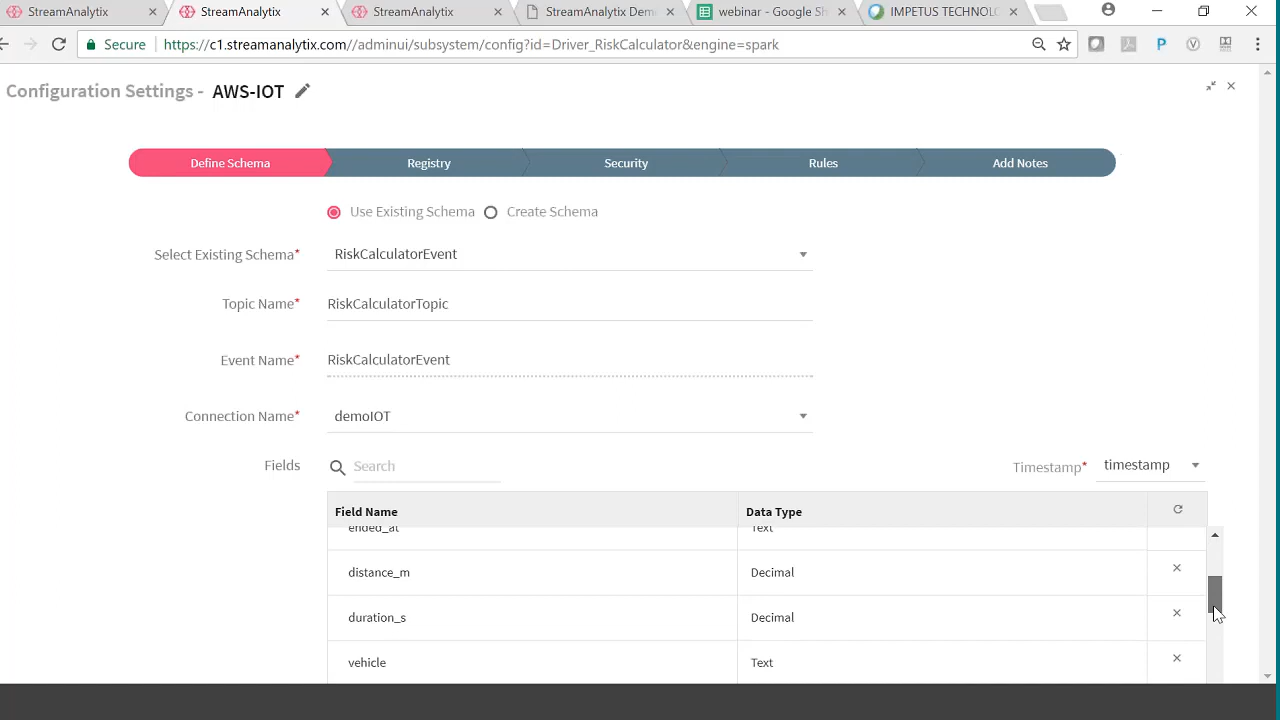 StreamAnalytix StreamAnalytix StreamAnalytix StreamAnalytix Dem webinar - Google Sh IMPETUS TECHNOLO
Secure https://c1.streamanalytix.com//adminui/subsystem/config?id=Driver_RiskCalculator&engine=spark
Configuration Settings - AWS-IOT
Define Schema Registry Security Rules Add Notes
Use Existing Schema Create Schema
Select Existing Schema* RiskCalculatorEvent
Topic Name* RiskCalculatorTopic
Event Name* RiskCalculatorEvent
Connection Name* demoIOT
Fields Search Timestamp* timestamp
Field Name Data Type
ended_at Text
distance_m Decimal
duration_s Decimal
vehicle Text